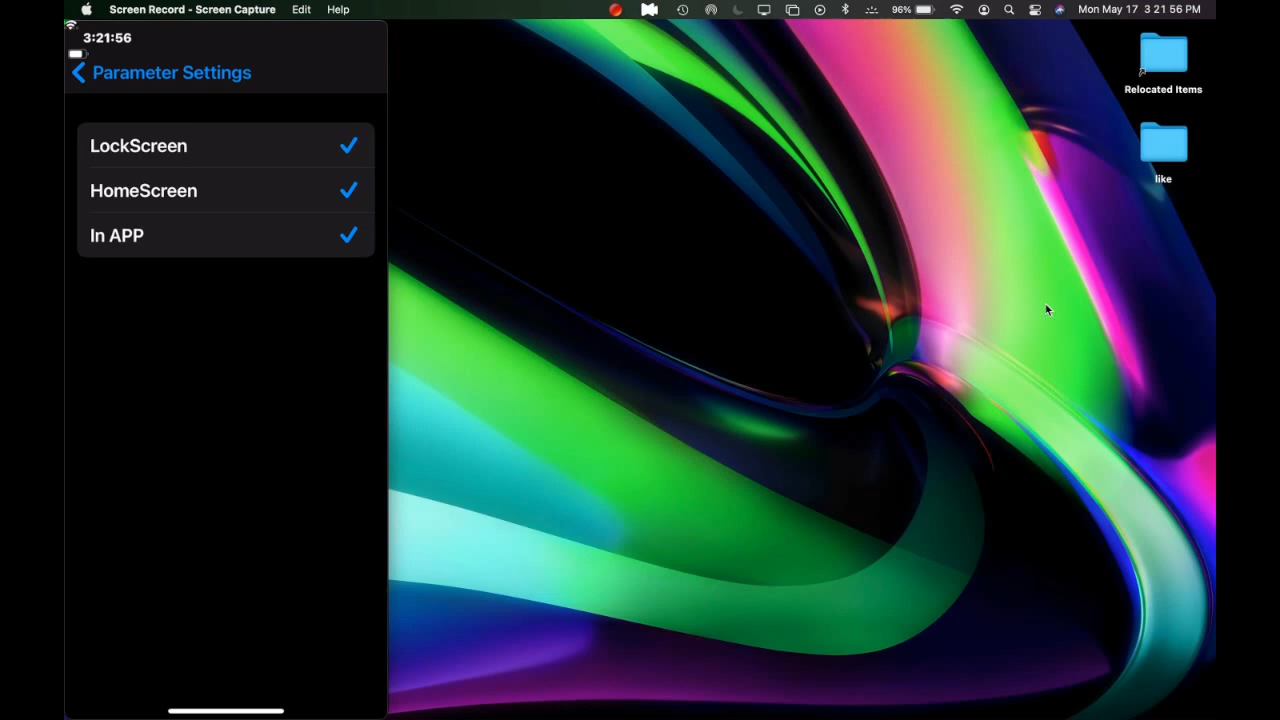 Screen Record - Screen Capture Edit Help 96% Mon May 17 3 21 56 PM
3:21:56
Parameter Settings
LockScreen
HomeScreen
In APP
Relocated Items
like